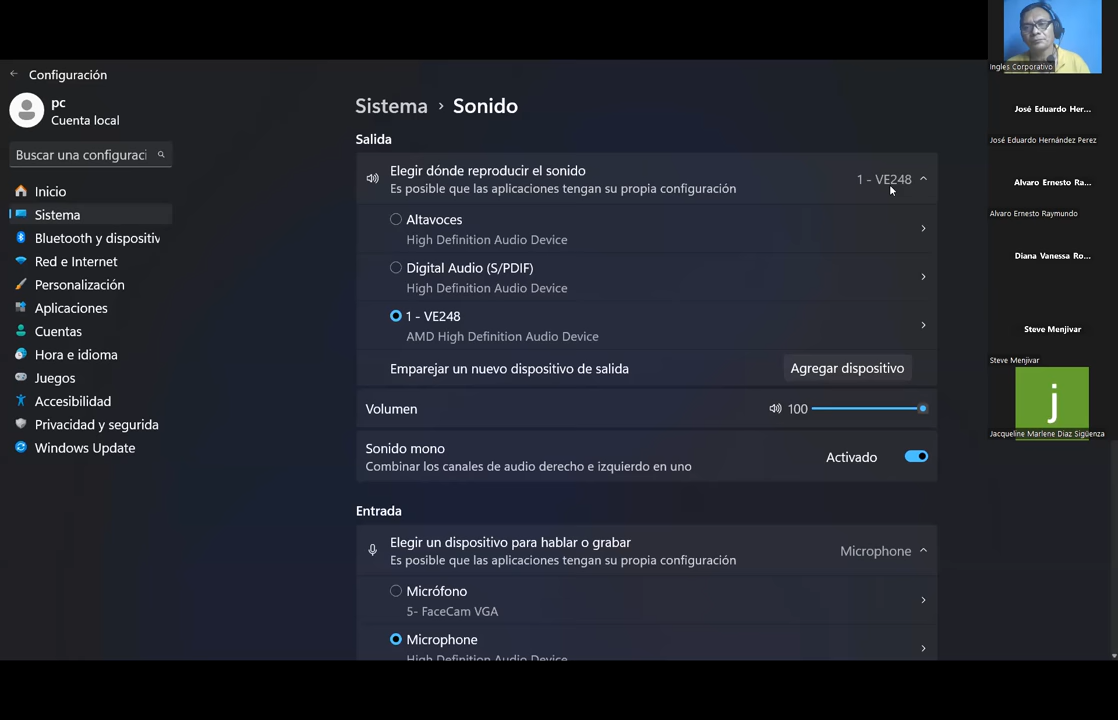 Configuración
pc
Cuenta local
Buscar una configuraci
Inicio
Sistema
Bluetooth y dispositiv
Red e Internet
Personalización
Aplicaciones
Cuentas
Hora e idioma
Juegos
Accesibilidad
Privacidad y segurida
Windows Update
Sistema › Sonido
Salida
Elegir dónde reproducir el sonido
Es posible que las aplicaciones tengan su propia configuración
1 - VE248
Altavoces
High Definition Audio Device
Digital Audio (S/PDIF)
High Definition Audio Device
1 - VE248
AMD High Definition Audio Device
Emparejar un nuevo dispositivo de salida
Agregar dispositivo
Volumen
100
Sonido mono
Combinar los canales de audio derecho e izquierdo en uno
Activado
Entrada
Elegir un dispositivo para hablar o grabar
Es posible que las aplicaciones tengan su propia configuración
Microphone
Micrófono
5- FaceCam VGA
Microphone
High Definition Audio Device
Ingles Corporativo
José Eduardo Her...
José Eduardo Hernández Perez
Alvaro Ernesto Ra...
Alvaro Ernesto Raymundo
Diana Vanessa Ro...
Steve Menjivar
Steve Menjivar
j
Jacqueline Marlene Diaz Sigüenza